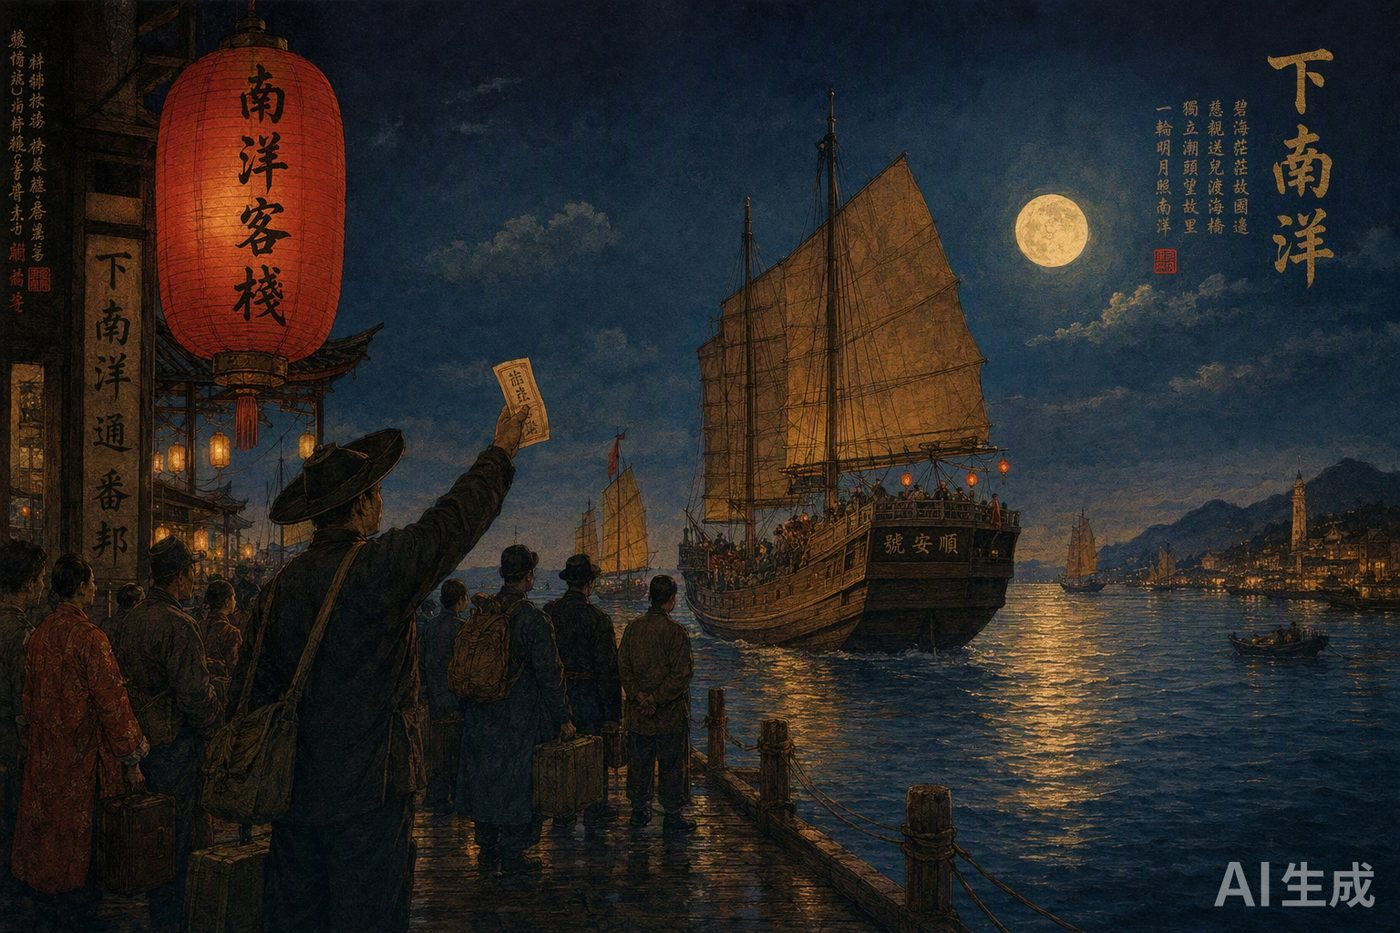 下南洋
碧海茫茫故國遠
慈親送兒渡海橋
獨立潮頭望故里
一輪明月照南洋
南洋客棧
下南洋通番邦
順安號
AI生成